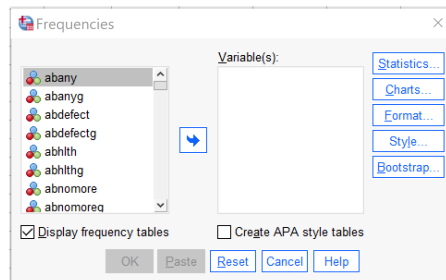 Frequencies
Variable(s):
abany
abanyg
abdefect
abdefectg
abhlth
abhlthg
abnomore
abnomoreg
Statistics...
Charts...
Format...
Style...
Bootstrap...
Display frequency tables
Create APA style tables
OK Paste Reset Cancel Help